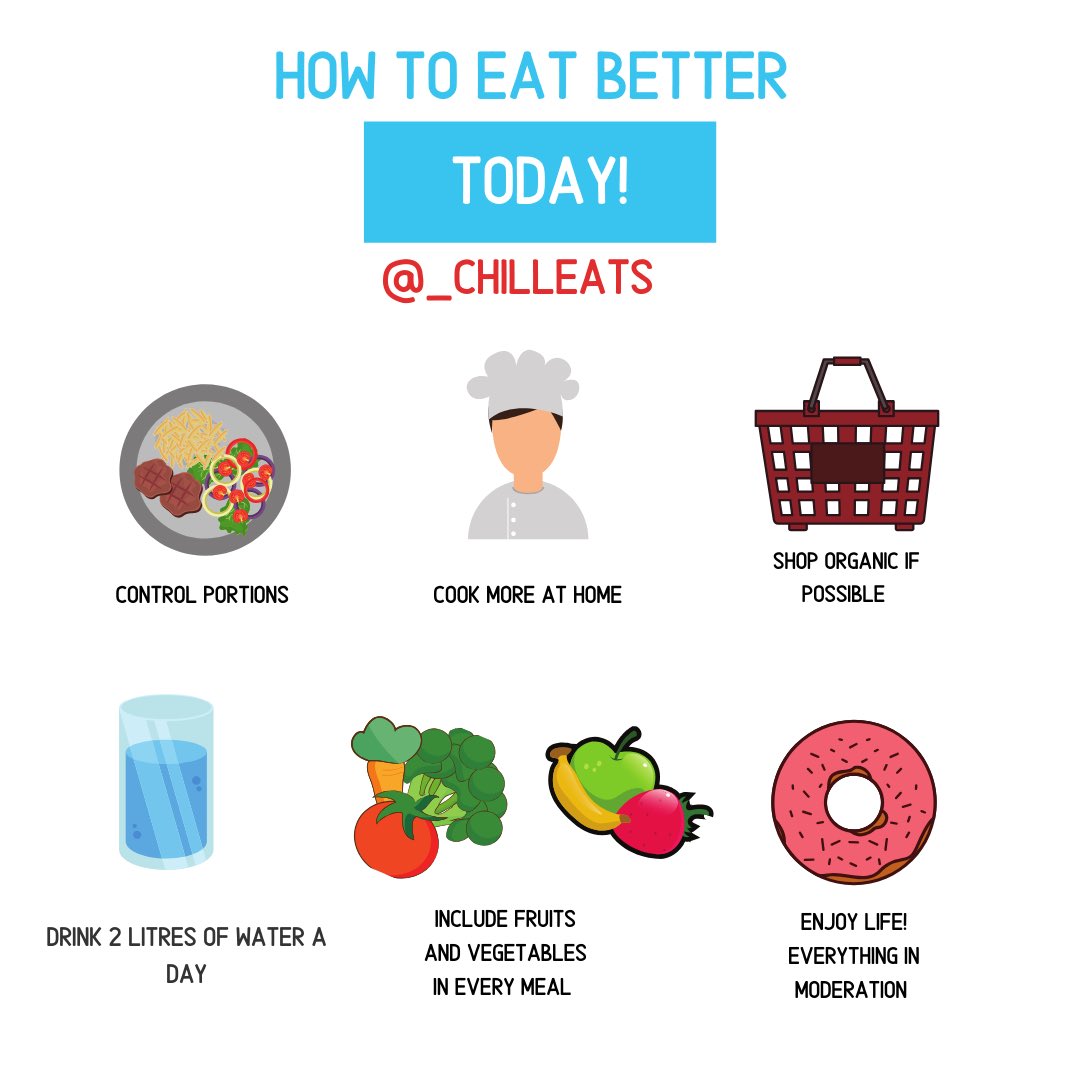 HOW TO EAT BETTER
TODAY!
@_CHILLEATS
CONTROL PORTIONS
COOK MORE AT HOME
SHOP ORGANIC IF
POSSIBLE
DRINK 2 LITRES OF WATER A
DAY
INCLUDE FRUITS
AND VEGETABLES
IN EVERY MEAL
ENJOY LIFE!
EVERYTHING IN
MODERATION